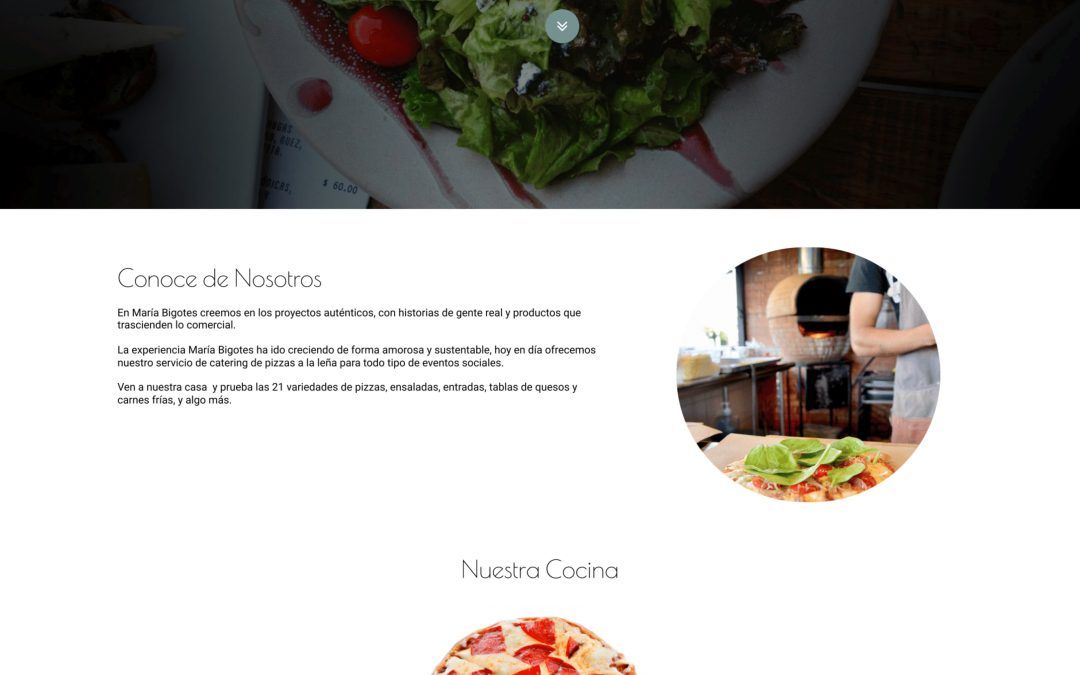 $ 60.00
Conoce de Nosotros
En María Bigotes creemos en los proyectos auténticos, con historias de gente real y productos que
trascienden lo comercial.
La experiencia María Bigotes ha ido creciendo de forma amorosa y sustentable, hoy en día ofrecemos
nuestro servicio de catering de pizzas a la leña para todo tipo de eventos sociales.
Ven a nuestra casa  y prueba las 21 variedades de pizzas, ensaladas, entradas, tablas de quesos y
carnes frías, y algo más.
Nuestra Cocina